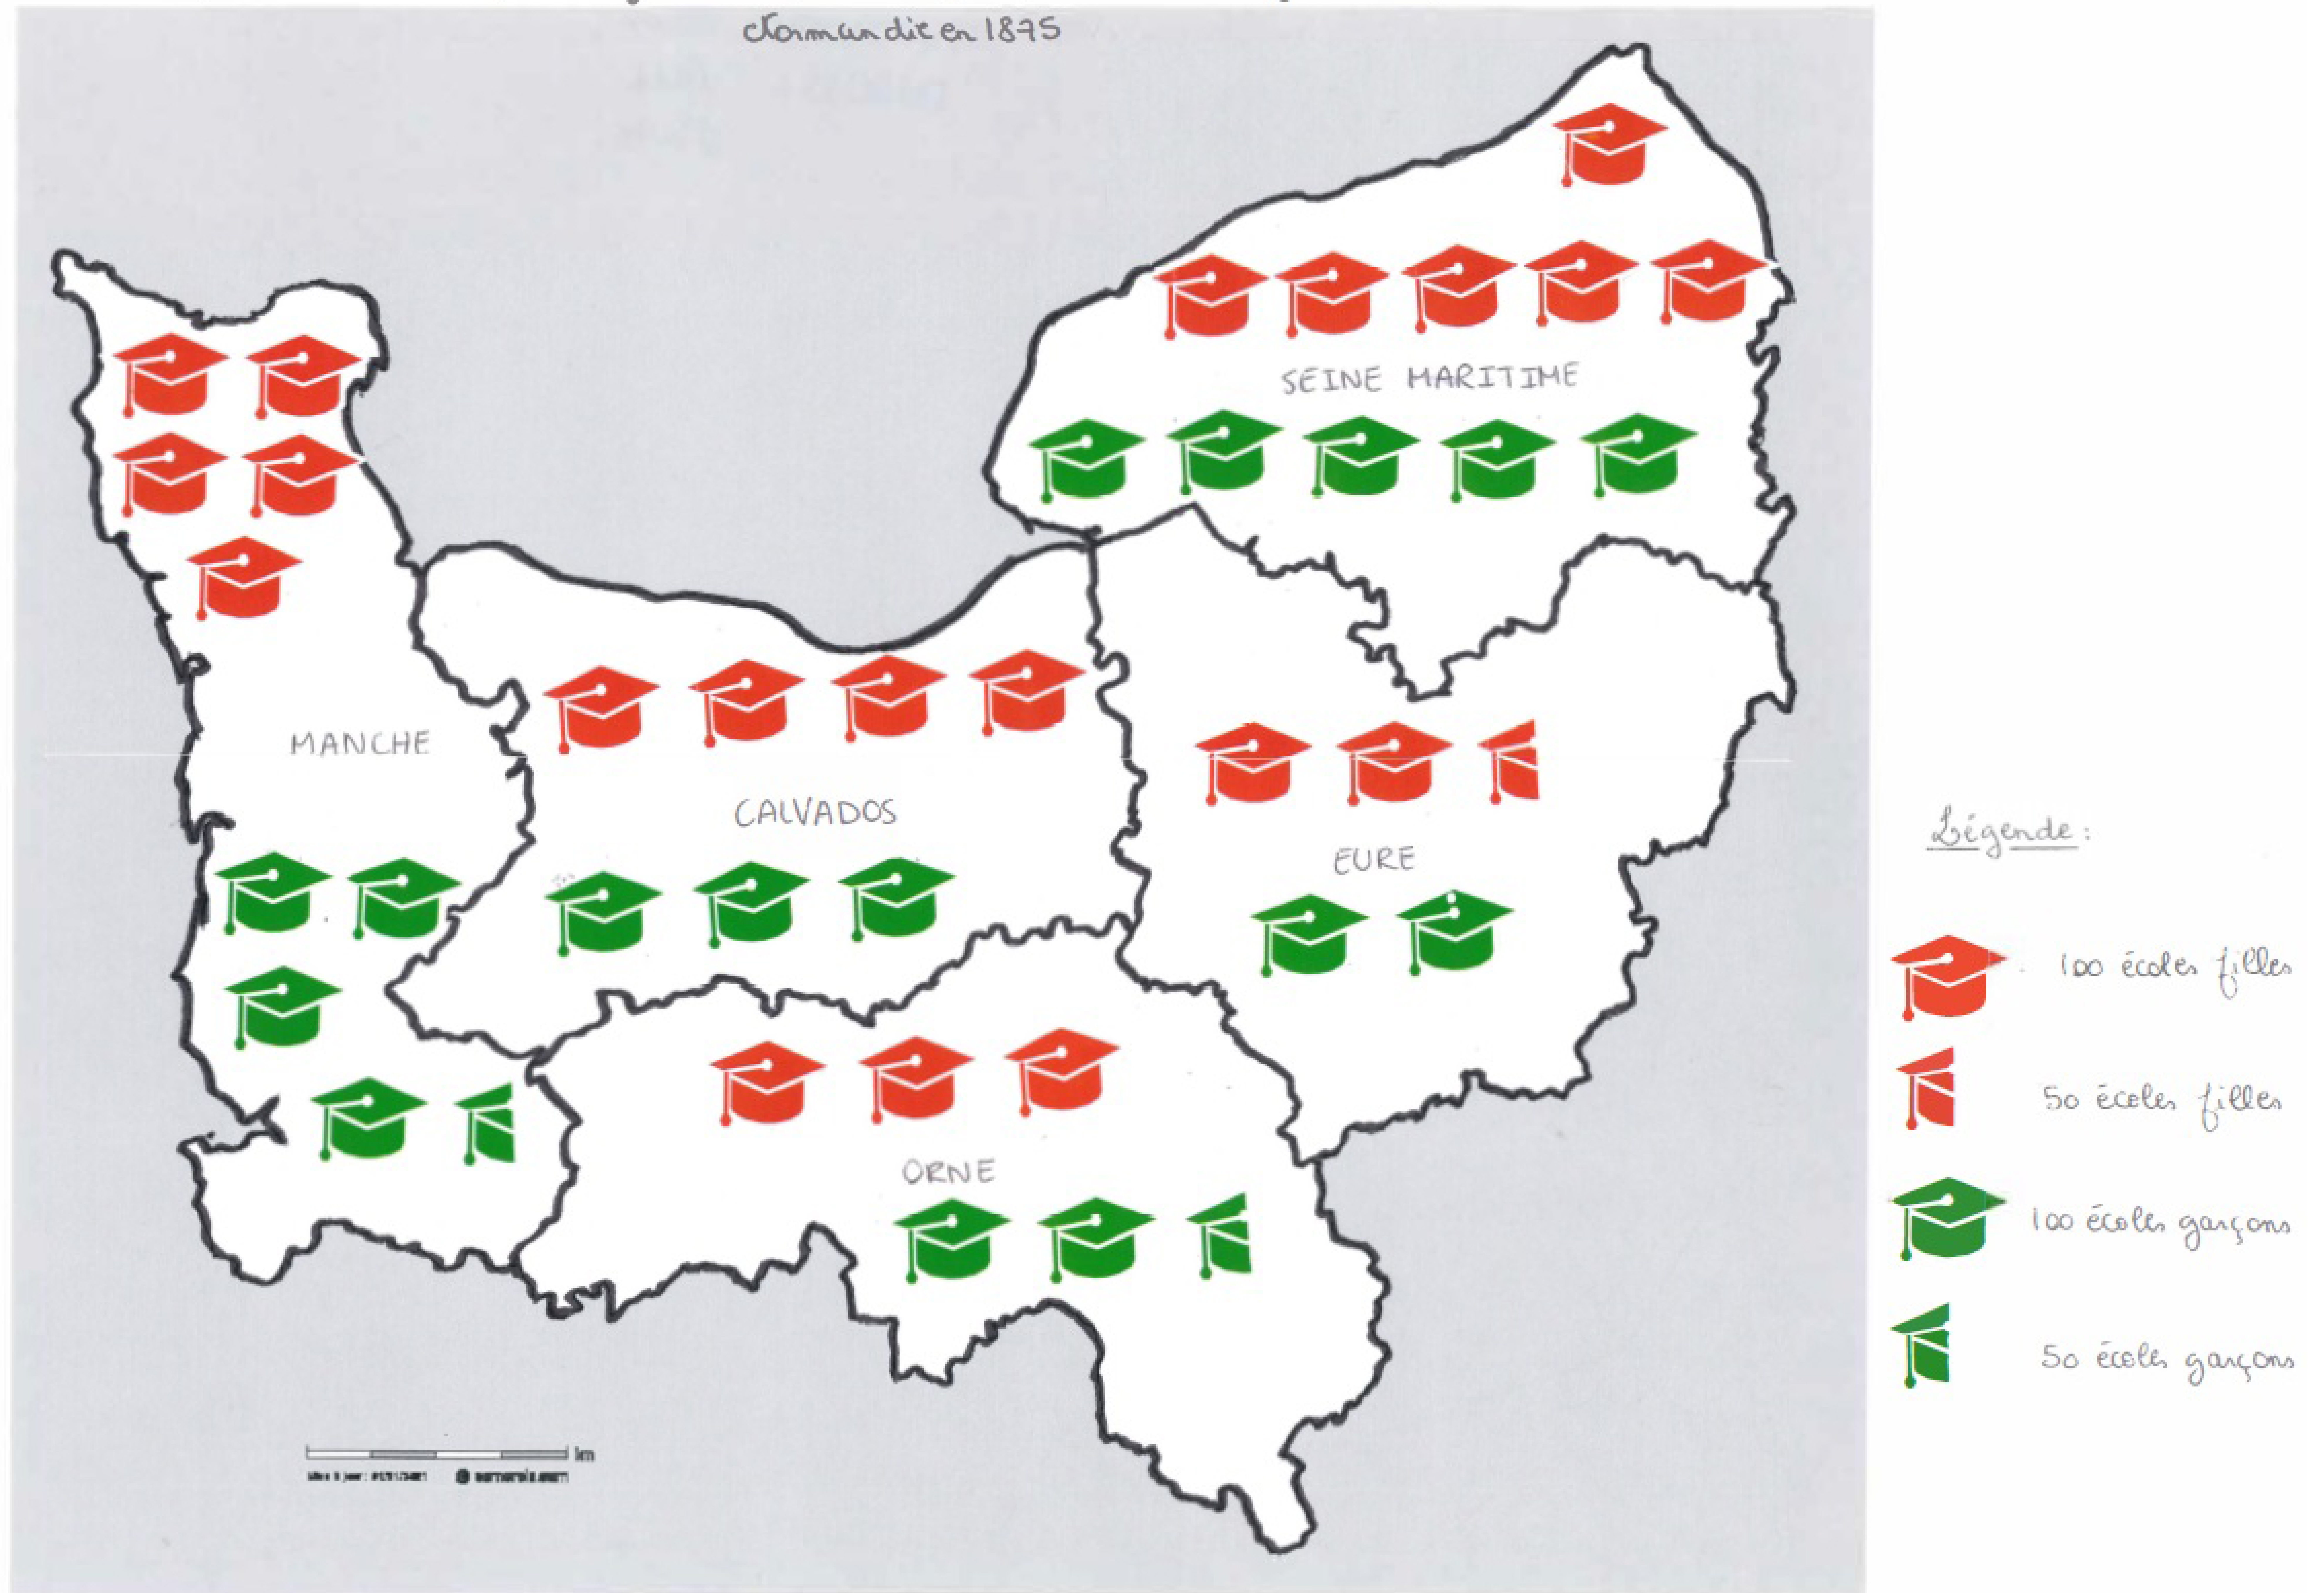 Normandie en 1875
SEINE MARITIME
MANCHE
CALVADOS
EURE
ORNE
Légende :
100 écoles filles
50 écoles filles
100 écoles garçons
50 écoles garçons
km